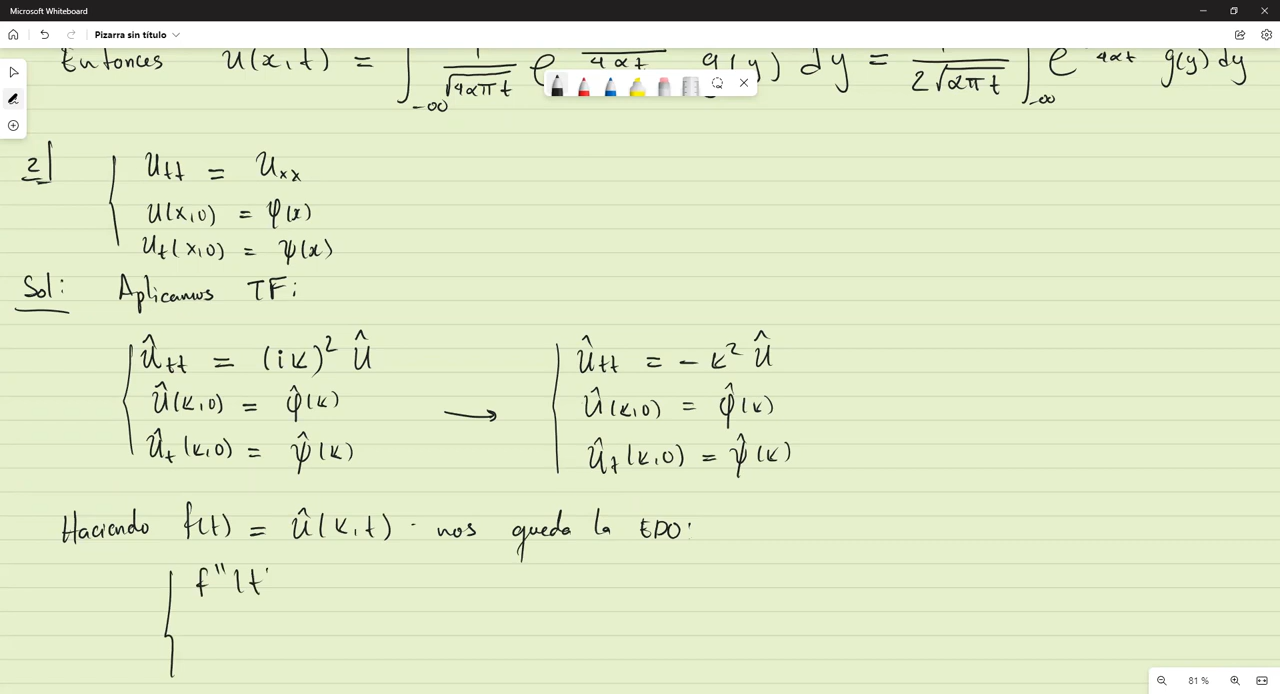 Microsoft Whiteboard
Pizarra sin título
Entonces u(x,t) = ∫_{-∞} 1/√(4απt) e 4αt g(y) dy = 1/(2√(απt)) ∫_{-∞} e 4αt g(y) dy
2| u_tt = u_xx
u(x,0) = φ(x)
u_t(x,0) = ψ(x)
Sol: Aplicamos TF:
û_tt = (ik)² û
û(k,0) = φ̂(k)
û_t(k,0) = ψ̂(k)
→
û_tt = -k² û
û(k,0) = φ̂(k)
û_t(k,0) = ψ̂(k)
Haciendo f(t) = û(k,t) · nos queda la EDO:
f''(t
81 %